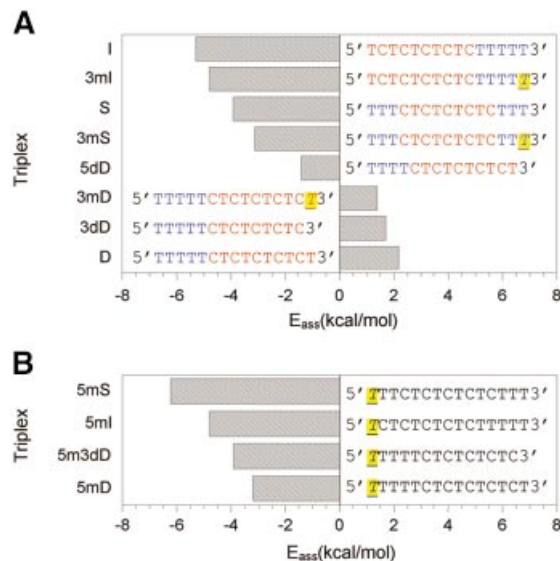 A
I 5′ TCTCTCTCTCTTTTT3′
3mI 5′ TCTCTCTCTCTTTTT3′
S 5′ TTTCTCTCTCTCTTT3′
3mS 5′ TTTCTCTCTCTCTTT3′
5dD 5′ TTTTCTCTCTCTCT3′
3mD 5′ TTTTTCTCTCTCTCT3′
3dD 5′ TTTTTCTCTCTCTC3′
D 5′ TTTTTCTCTCTCTCT3′
Triplex
-8 -6 -4 -2 0 2 4 6 8
Eass(kcal/mol)
B
5mS 5′ TTTCTCTCTCTCTTT3′
5mI 5′ TCTCTCTCTCTTTTT3′
5m3dD 5′ TTTTTCTCTCTCTC3′
5mD 5′ TTTTTCTCTCTCTCT3′
Triplex
-8 -6 -4 -2 0 2 4 6 8
Eass(kcal/mol)